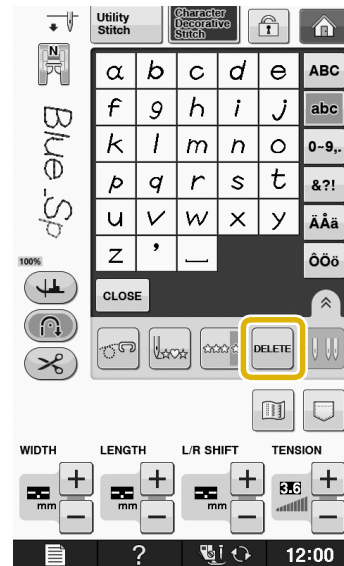 Utility
Stitch
Character
Decorative
Stitch
N
Blue_Sp
100%
a b c d e
f g h i j
k l m n o
p q r s t
u v w x y
z ' _
ABC
abc
0~9,.
&?!
ÄÅä
ÔÖö
CLOSE
DELETE
WIDTH LENGTH L/R SHIFT TENSION
mm mm mm 3.6
? 12:00